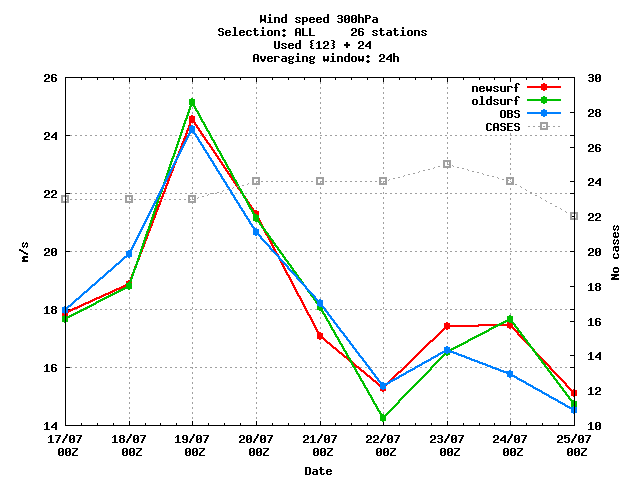 Wind speed 300hPa
Selection: ALL     26 stations
Used {12} + 24
Averaging window: 24h
26 30
newsurf
oldsurf
OBS
CASES
28
24
26
22 24
22
20 20
18 18
16
16 14
12
14 10
m/s
No cases
17/07 18/07 19/07 20/07 21/07 22/07 23/07 24/07 25/07
00Z 00Z 00Z 00Z 00Z 00Z 00Z 00Z 00Z
Date